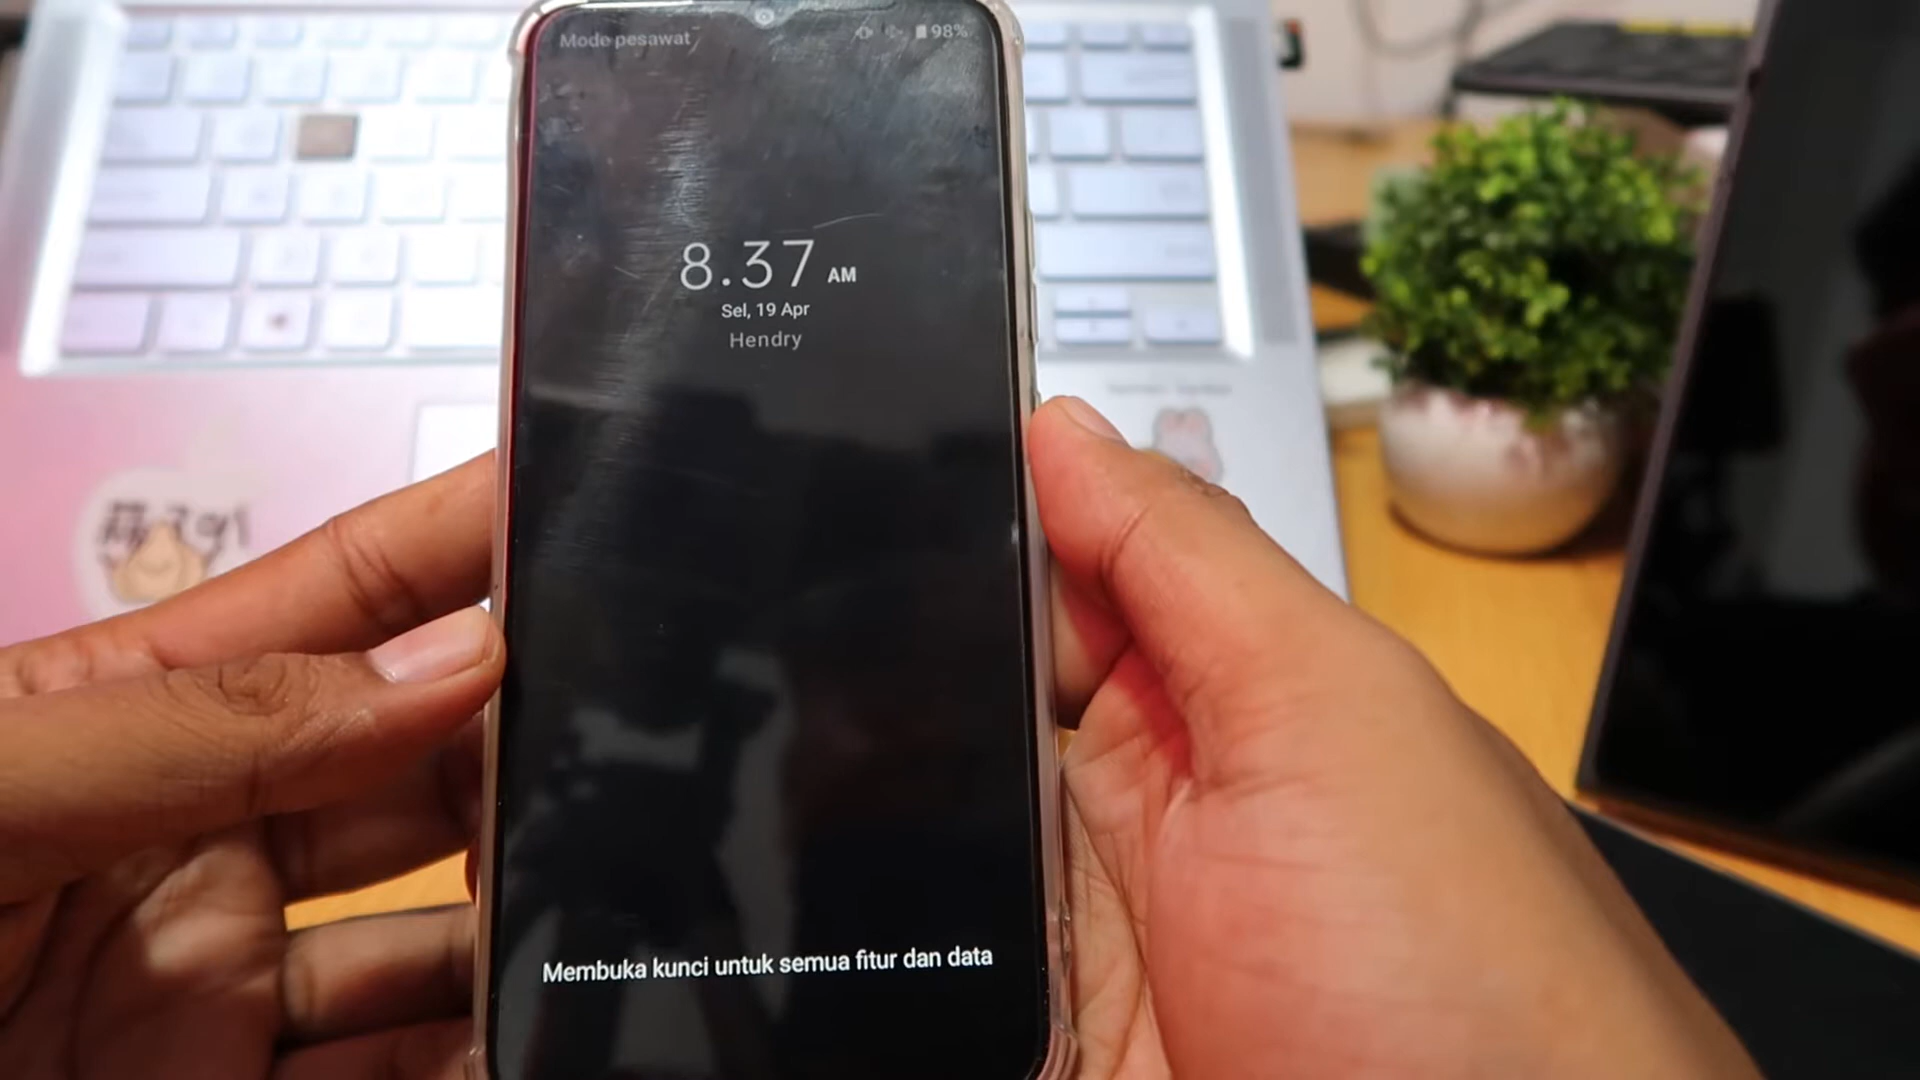 Mode pesawat
98%
8.37 AM
Sel, 19 Apr
Hendry
Membuka kunci untuk semua fitur dan data